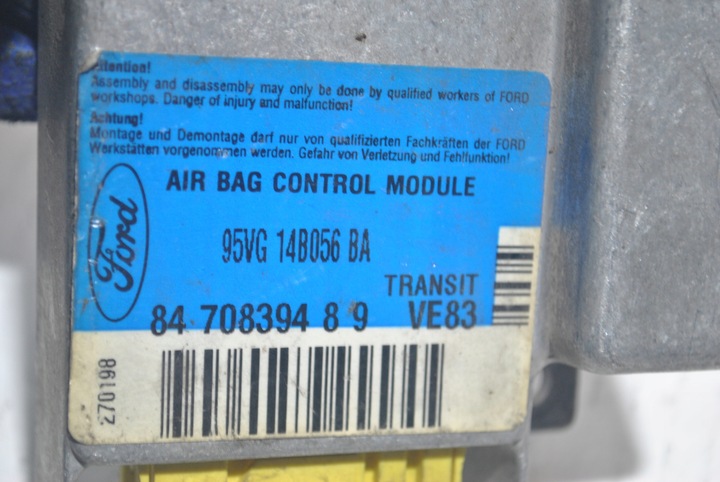 Attention!
Assembly and disassembly may only be done by qualified workers of FORD
workshops. Danger of injury and malfunction!
Achtung!
Montage und Demontage darf nur von qualifizierten Fachkräften der FORD
Werkstätten vorgenommen werden. Gefahr von Verletzung und Fehlfunktion!
AIR BAG CONTROL MODULE
Ford
95VG 14B056 BA
TRANSIT
84 708394 8 9 VE83
270198